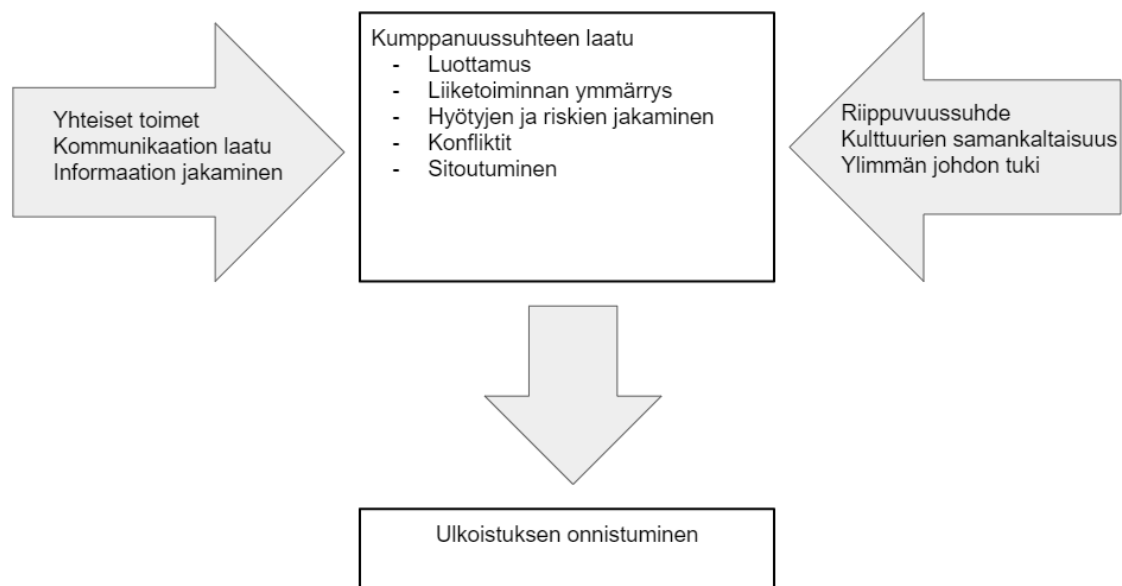 Yhteiset toimet
Kommunikaation laatu
Informaation jakaminen
Kumppanuussuhteen laatu
- Luottamus
- Liiketoiminnan ymmärrys
- Hyötyjen ja riskien jakaminen
- Konfliktit
- Sitoutuminen
Riippuvuussuhde
Kulttuurien samankaltaisuus
Ylimmän johdon tuki
Ulkoistuksen onnistuminen